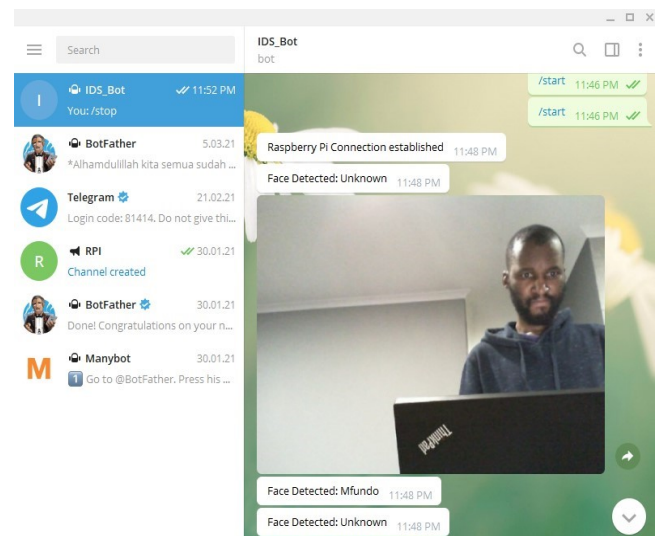 Search
IDS_Bot
11:52 PM
You: /stop
BotFather
5.03.21
*Alhamdulillah kita semua sudah ...
Telegram
21.02.21
Login code: 81414. Do not give thi...
R
RPI
30.01.21
Channel created
BotFather
30.01.21
Done! Congratulations on your n...
M
Manybot
30.01.21
1 Go to @BotFather. Press his ...
I
IDS_Bot
bot
/start 11:46 PM
/start 11:46 PM
Raspberry Pi Connection established 11:48 PM
Face Detected: Unknown 11:48 PM
ThinkPad
Face Detected: Mfundo 11:48 PM
Face Detected: Unknown 11:48 PM